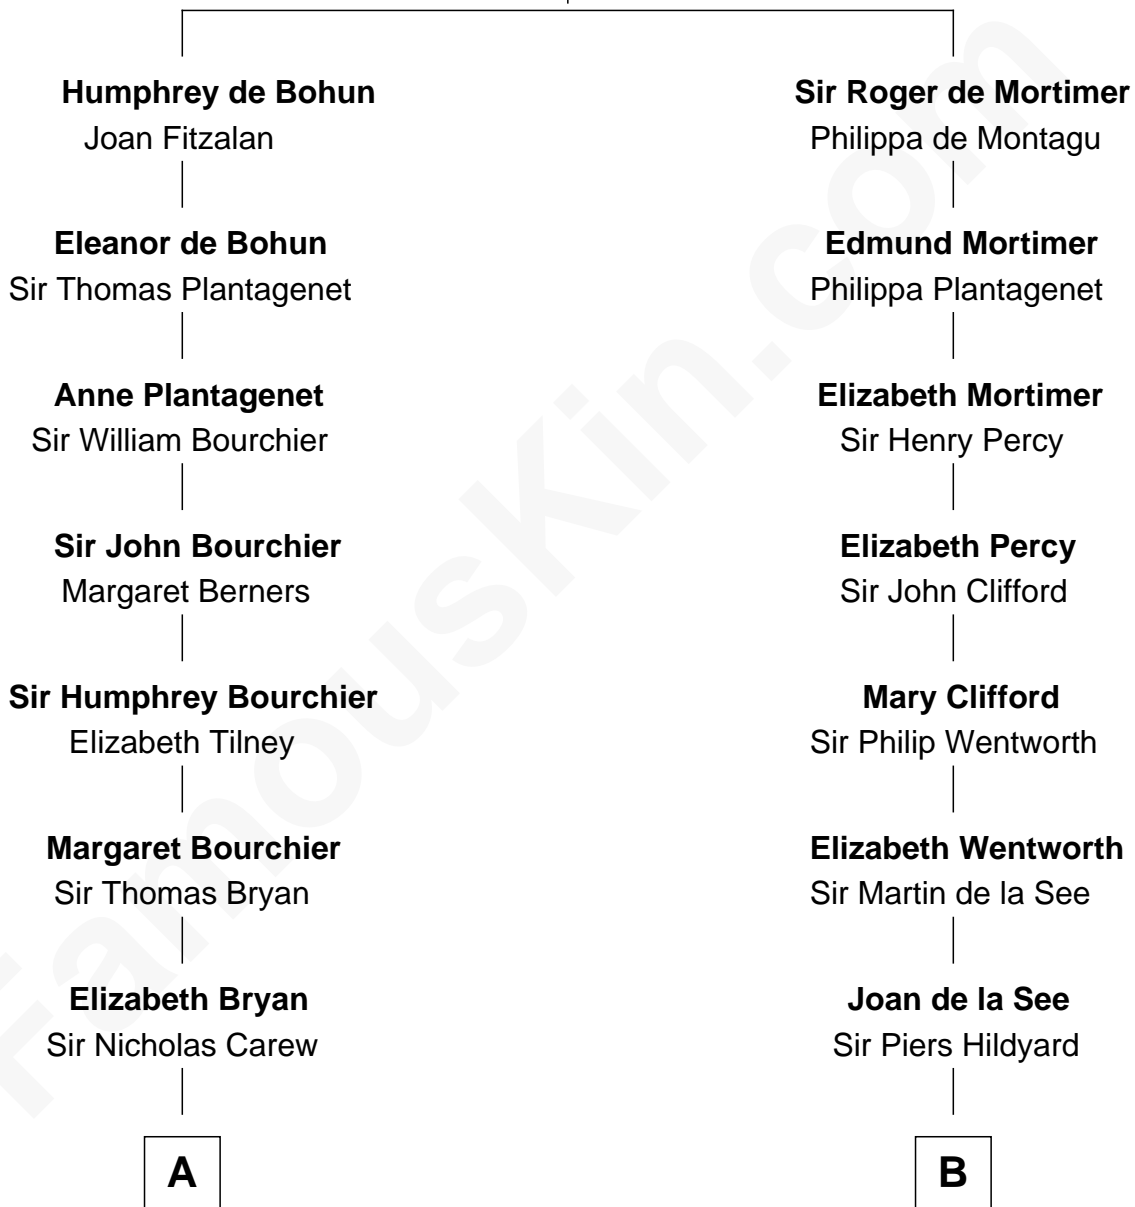 Humphrey de Bohun
Joan Fitzalan
Eleanor de Bohun
Sir Thomas Plantagenet
Anne Plantagenet
Sir William Bourchier
Sir John Bourchier
Margaret Berners
Sir Humphrey Bourchier
Elizabeth Tilney
Margaret Bourchier
Sir Thomas Bryan
Elizabeth Bryan
Sir Nicholas Carew
A
Sir Roger de Mortimer
Philippa de Montagu
Edmund Mortimer
Philippa Plantagenet
Elizabeth Mortimer
Sir Henry Percy
Elizabeth Percy
Sir John Clifford
Mary Clifford
Sir Philip Wentworth
Elizabeth Wentworth
Sir Martin de la See
Joan de la See
Sir Piers Hildyard
B
FamousKin.com